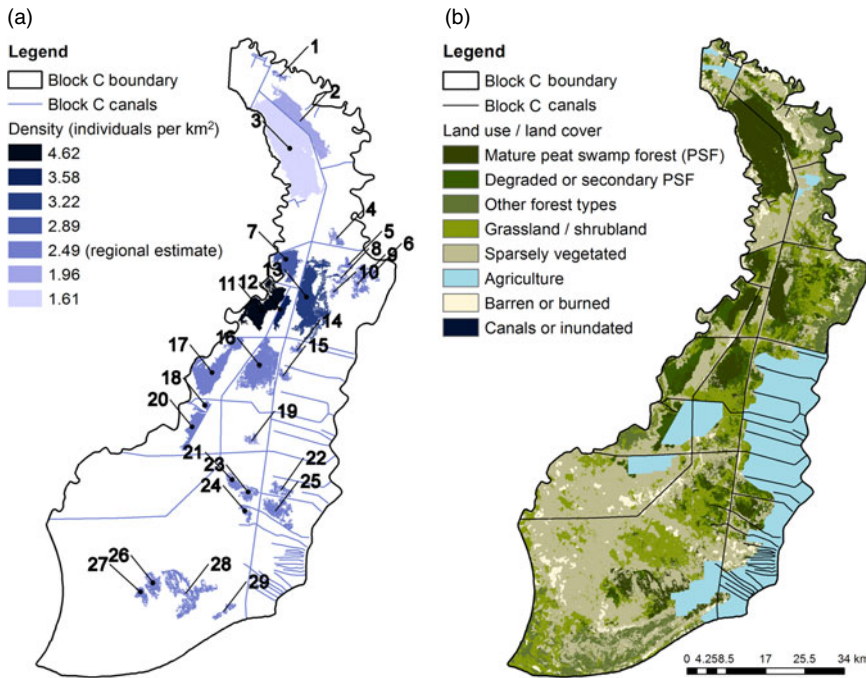 (a)
Legend
Block C boundary
Block C canals
Density (individuals per km²)
4.62
3.58
3.22
2.89
2.49 (regional estimate)
1.96
1.61
1
2
3
4
5
6
7
8
9
10
11
12
13
14
15
16
17
18
19
20
21
22
23
24
25
26
27
28
29
(b)
Legend
Block C boundary
Block C canals
Land use / land cover
Mature peat swamp forest (PSF)
Degraded or secondary PSF
Other forest types
Grassland / shrubland
Sparsely vegetated
Agriculture
Barren or burned
Canals or inundated
0 4.25 8.5 17 25.5 34 km